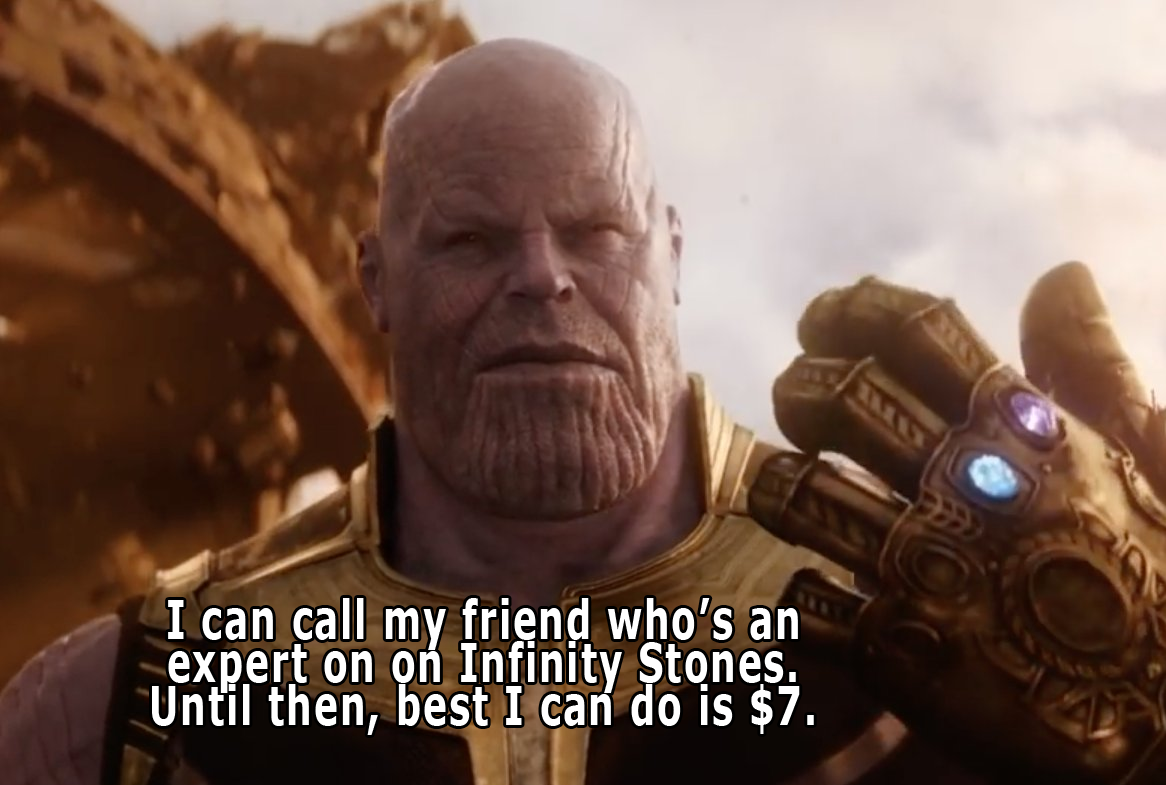 I can call my friend who’s an
expert on on Infinity Stones.
Until then, best I can do is $7.